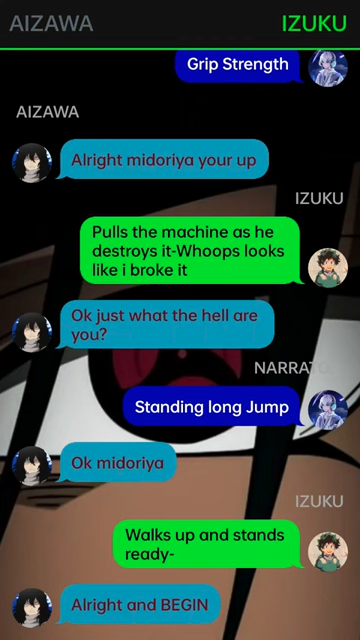 AIZAWA IZUKU
Grip Strength
AIZAWA
Alright midoriya your up
IZUKU
Pulls the machine as he
destroys it-Whoops looks
like i broke it
Ok just what the hell are
you?
NARRATO
Standing long Jump
Ok midoriya
IZUKU
Walks up and stands
ready-
Alright and BEGIN